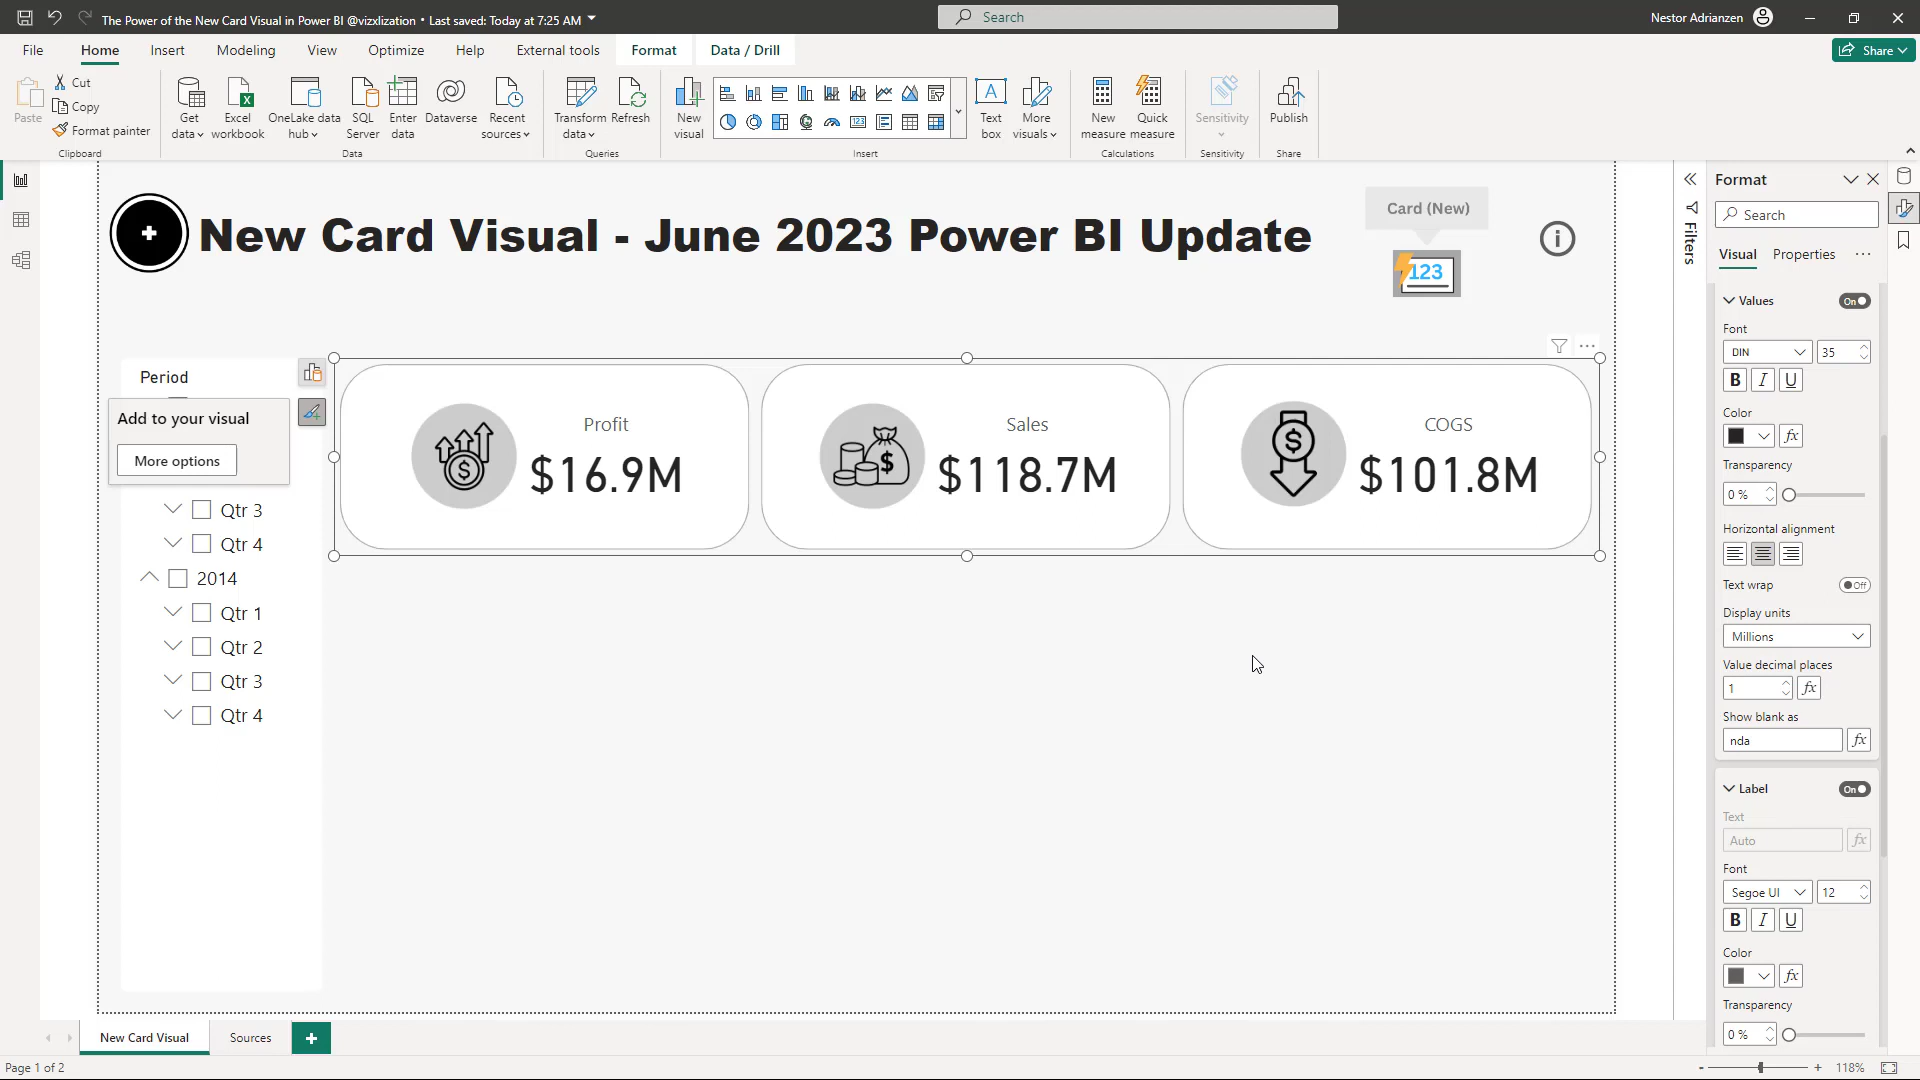 The Power of the New Card Visual in Power BI @vizxlization • Last saved: Today at 7:25 AM
Search
Nestor Adrianzen
File
Home
Insert
Modeling
View
Optimize
Help
External tools
Format
Data / Drill
Share
Paste
Cut
Copy
Format painter
Clipboard
Get data
Excel workbook
OneLake data hub
SQL Server
Enter data
Dataverse
Recent sources
Data
Transform data
Refresh
Queries
New visual
123
Text box
More visuals
Insert
New measure
Quick measure
Calculations
Sensitivity
Sensitivity
Publish
Share
New Card Visual - June 2023 Power BI Update
Card (New)
123
Period
Add to your visual
More options
Qtr 3
Qtr 4
2014
Qtr 1
Qtr 2
Qtr 3
Qtr 4
Profit
$16.9M
Sales
$118.7M
COGS
$101.8M
Filters
Format
Search
Visual
Properties
Values
On
Font
DIN
35
B I U
Color
fx
Transparency
0 %
Horizontal alignment
Text wrap
Off
Display units
Millions
Value decimal places
1
fx
Show blank as
nda
fx
Label
On
Text
Auto
fx
Font
Segoe UI
12
B I U
Color
fx
Transparency
0 %
New Card Visual
Sources
Page 1 of 2
118%